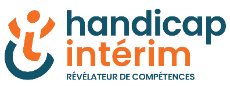 handicap
intérim
RÉVÉLATEUR DE COMPÉTENCES